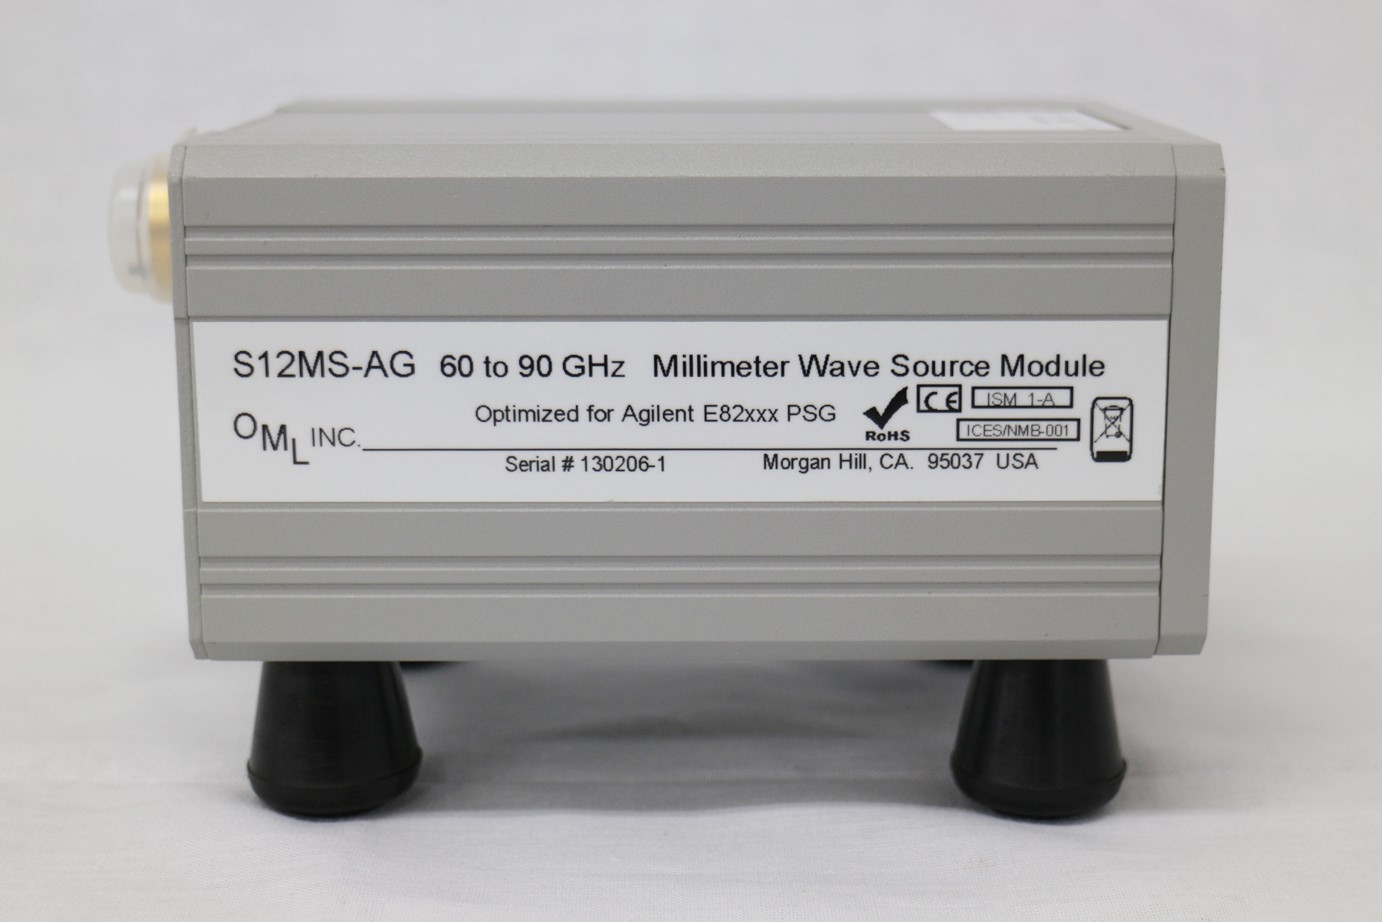 S12MS-AG 60 to 90 GHz Millimeter Wave Source Module
Optimized for Agilent E82xxx PSG
CE ISM 1-A
RoHS ICES/NMB-001
OML INC.
Serial # 130206-1 Morgan Hill, CA. 95037 USA